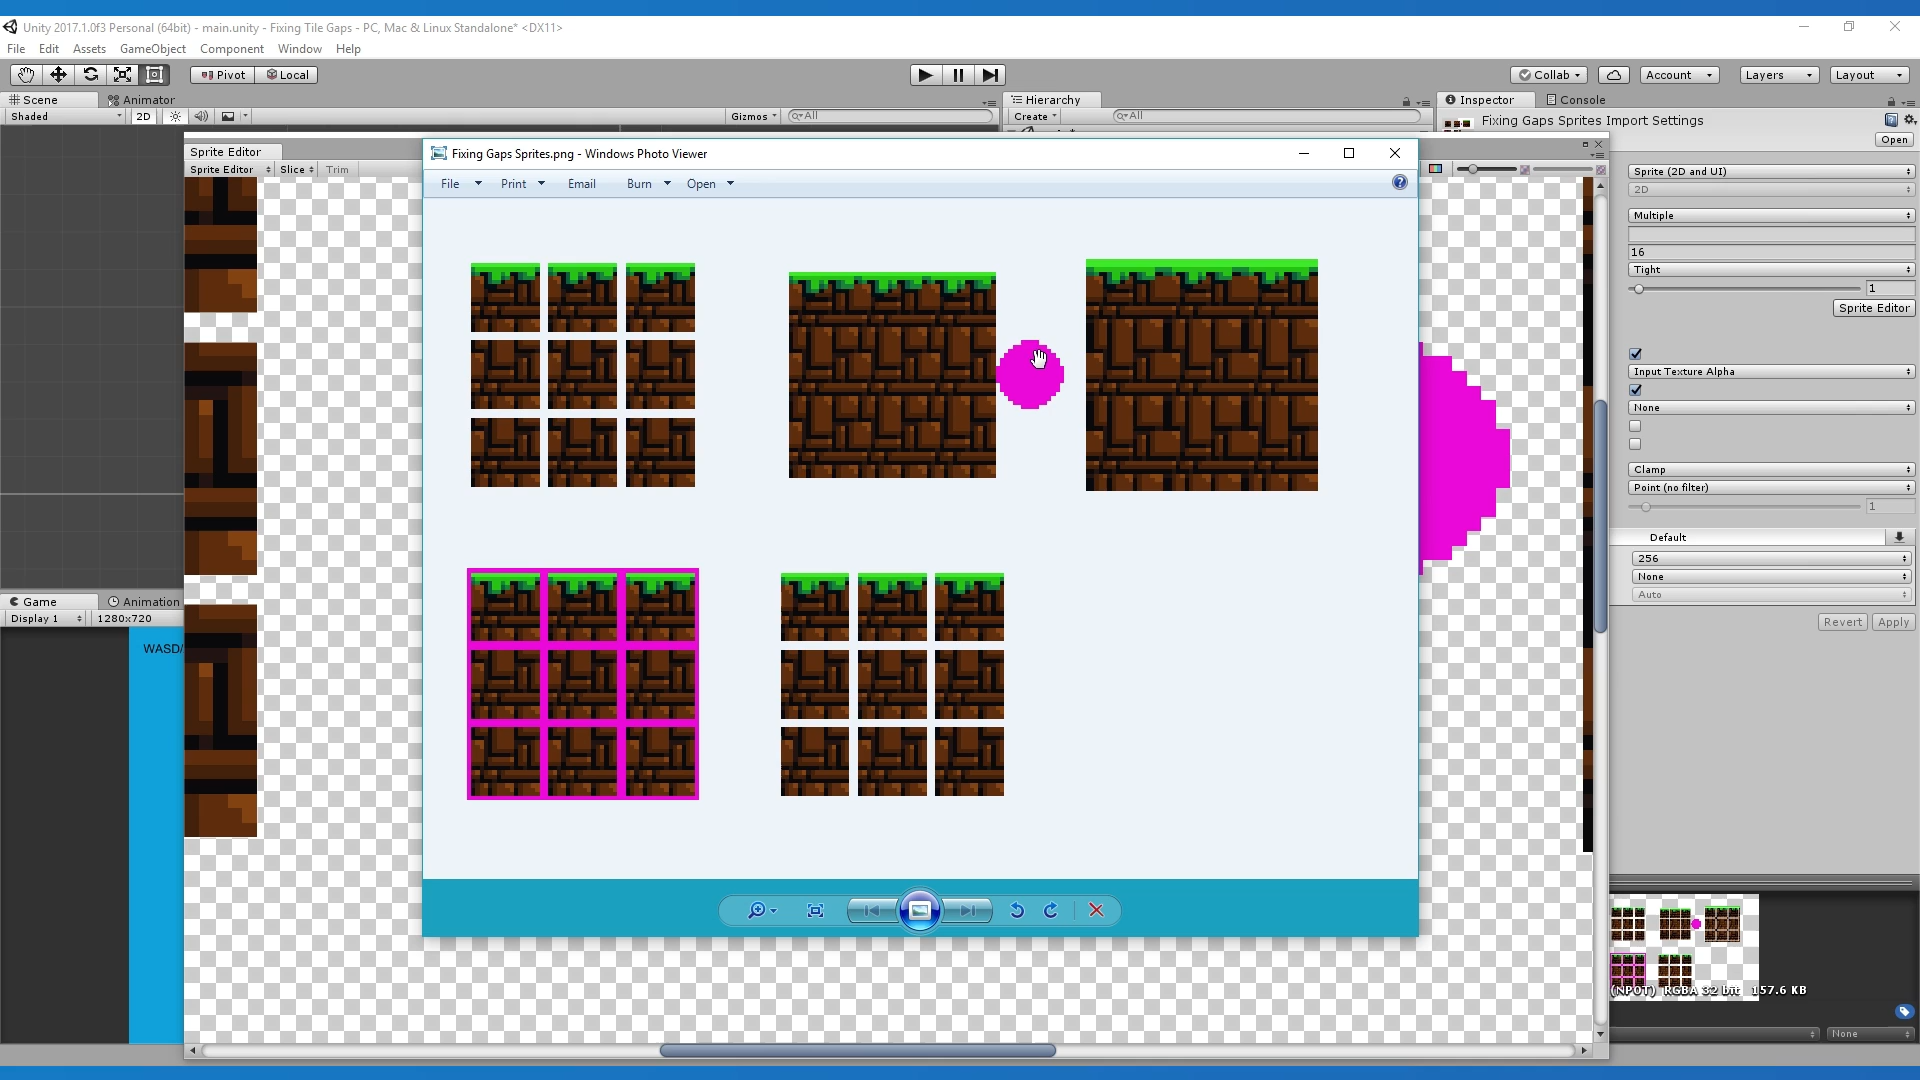 Unity 2017.1.0f3 Personal (64bit) - main.unity - Fixing Tile Gaps - PC, Mac & Linux Standalone* <DX11>
File Edit Assets GameObject Component Window Help
Pivot Local Collab Account Layers Layout
Scene Animator Hierarchy Inspector Console
Shaded 2D Gizmos All Create All Fixing Gaps Sprites Import Settings
Open
Sprite Editor
Sprite Editor Slice Trim
Fixing Gaps Sprites.png - Windows Photo Viewer
File Print Email Burn Open
Sprite (2D and UI)
2D
Multiple
16
Tight
1
Sprite Editor
Input Texture Alpha
None
Clamp
Point (no filter)
1
Default
256
None
Auto
Revert Apply
Game Animation
Display 1 1280x720
WASD/
(NPOT) RGBA 32 bit 157.6 KB
None